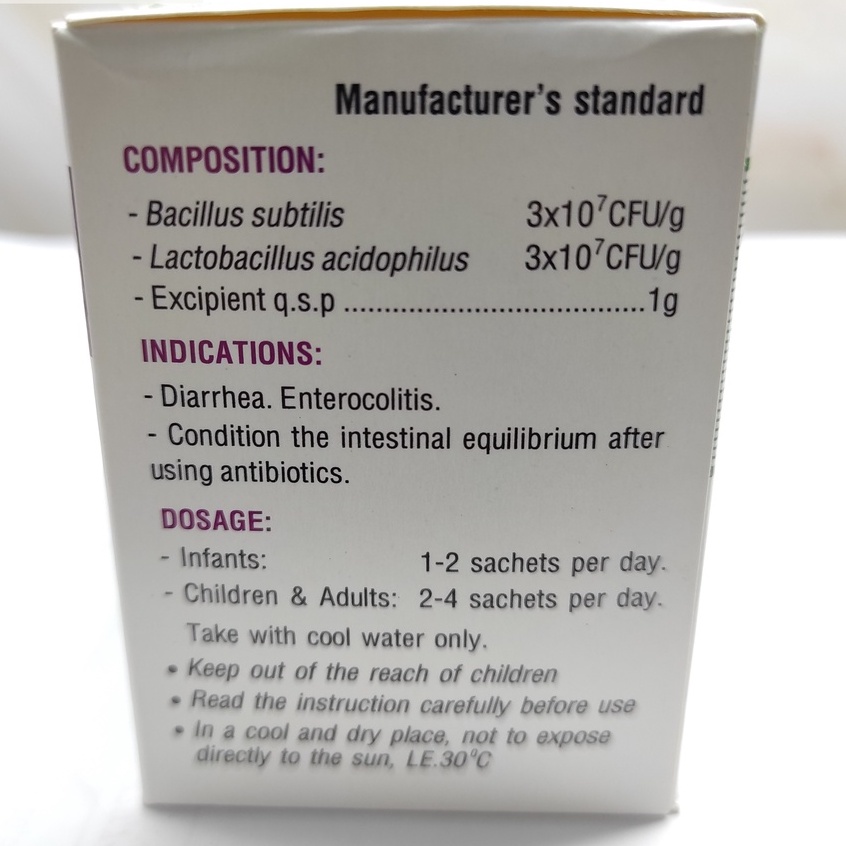 Manufacturer's standard
COMPOSITION:
- Bacillus subtilis 3x10⁷CFU/g
- Lactobacillus acidophilus 3x10⁷CFU/g
- Excipient q.s.p .....................................1g
INDICATIONS:
- Diarrhea. Enterocolitis.
- Condition the intestinal equilibrium after
using antibiotics.
DOSAGE:
- Infants: 1-2 sachets per day.
- Children & Adults: 2-4 sachets per day.
Take with cool water only.
• Keep out of the reach of children
• Read the instruction carefully before use
• In a cool and dry place, not to expose
directly to the sun, LE.30°C